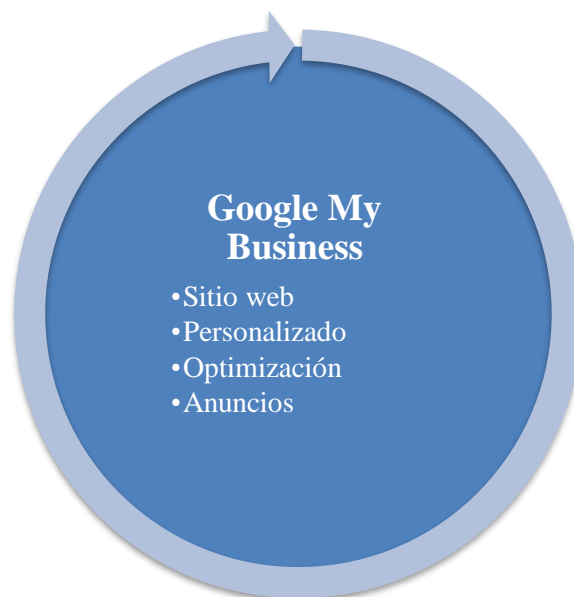 Google My
Business
•Sitio web
•Personalizado
•Optimización
•Anuncios